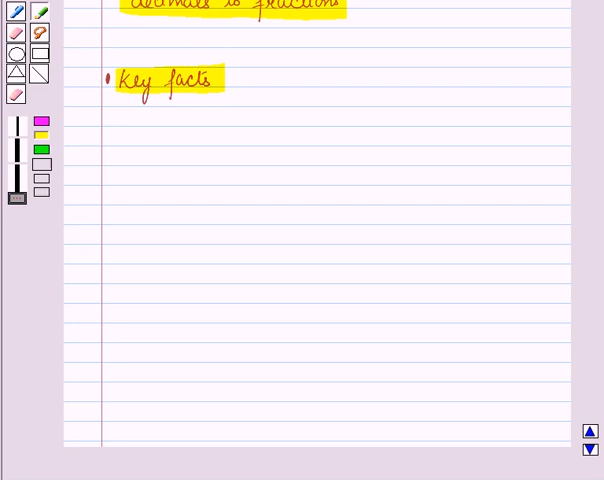 decimals to fractions
• Key facts